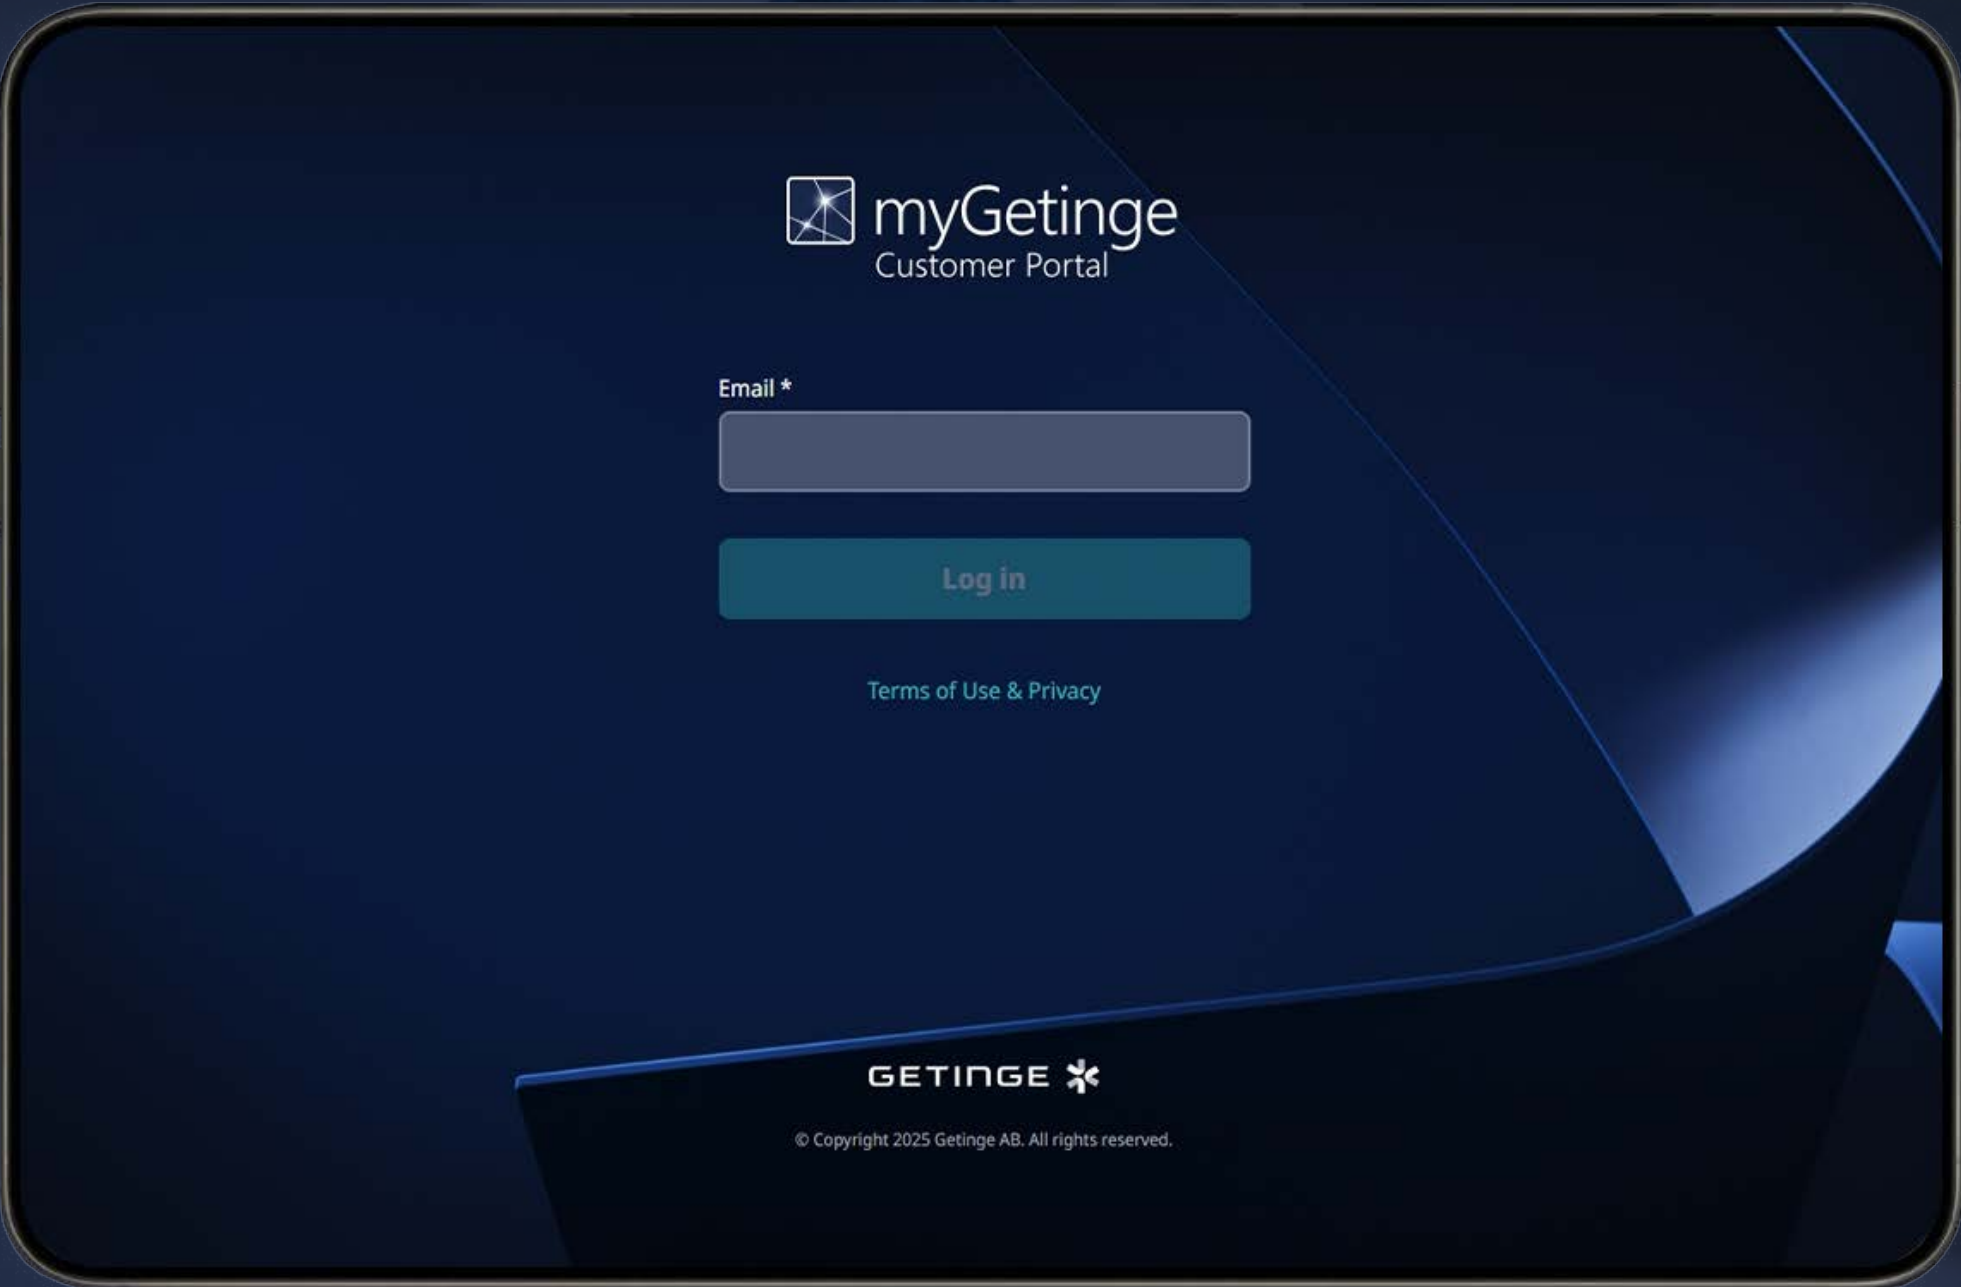 myGetinge
Customer Portal
Email *
Log in
Terms of Use & Privacy
GETINGE
© Copyright 2025 Getinge AB. All rights reserved.